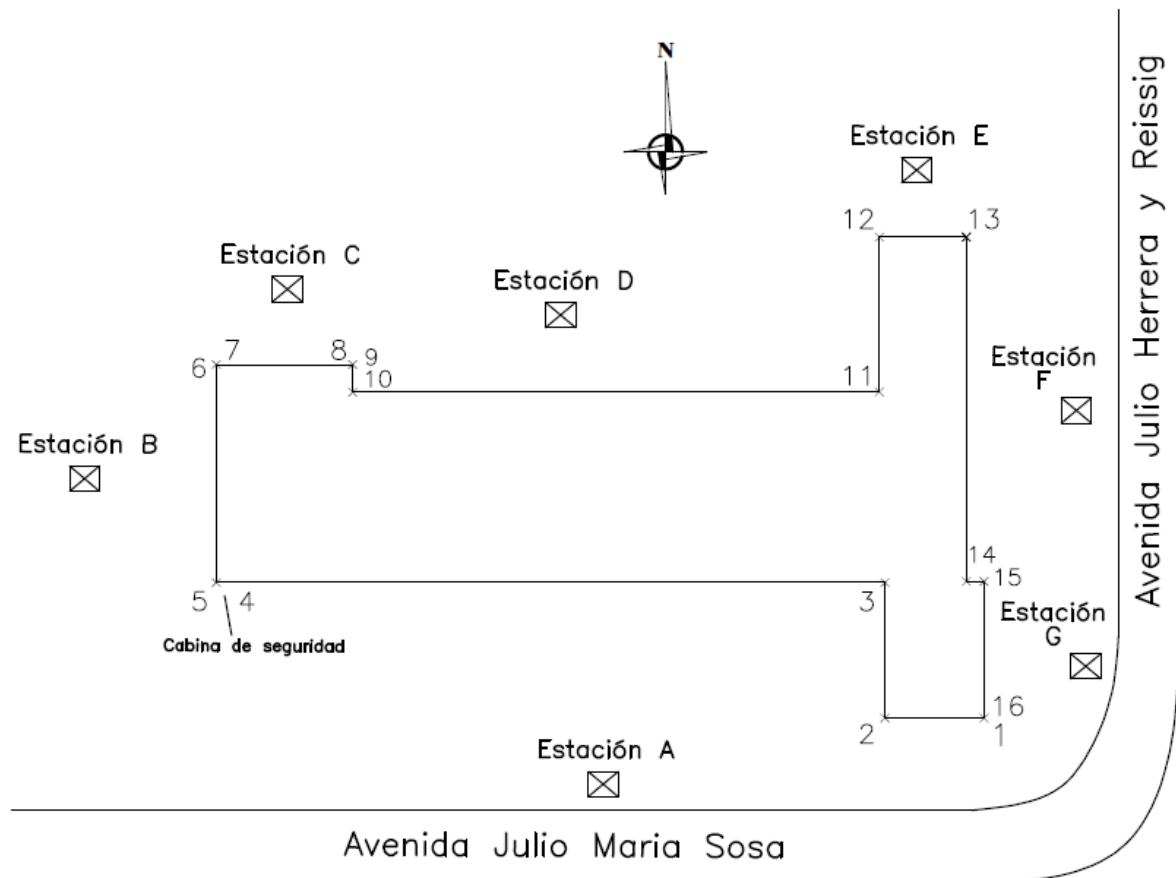 N
Estación E
12 13
Estación C
Estación D
6 7 8 9
10
11
Estación
F
Estación B
14
15
5 4 3
Cabina de seguridad
Estación
G
16
2 1
Estación A
Avenida Julio Maria Sosa
Avenida Julio Herrera y Reissig